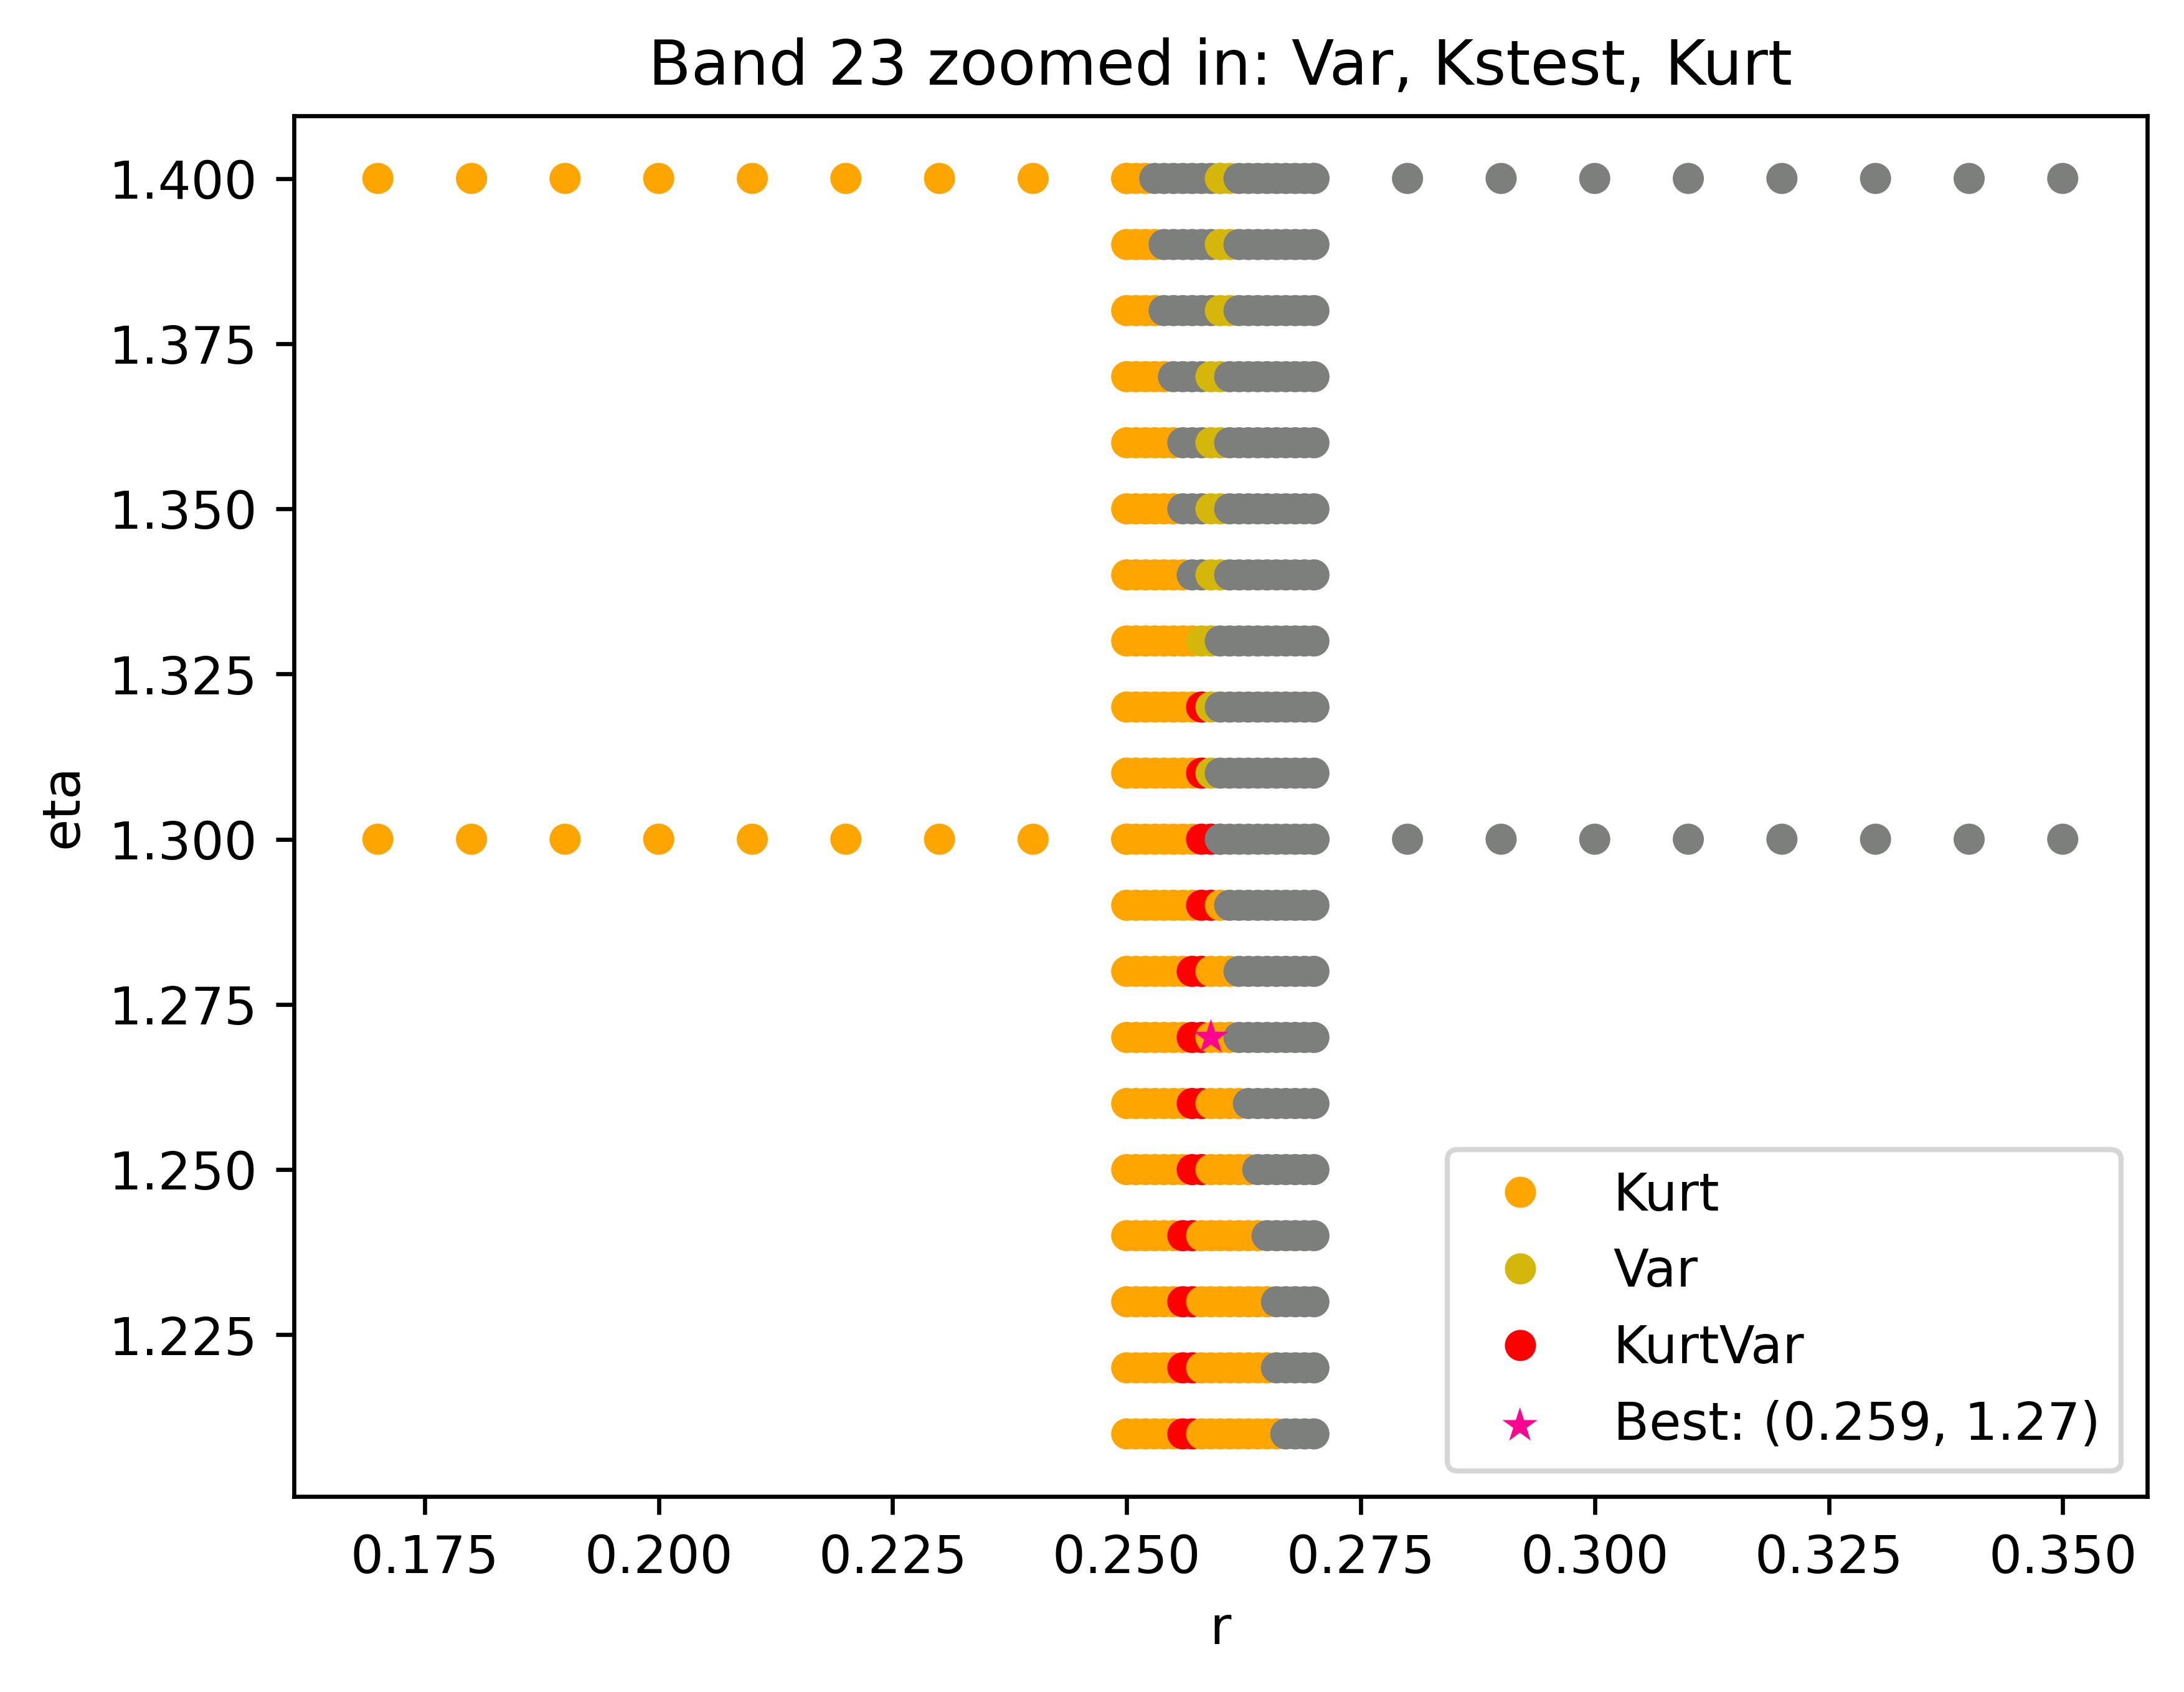 Band 23 zoomed in: Var, Kstest, Kurt
1.400
1.375
1.350
1.325
1.300
1.275
1.250
1.225
eta
Kurt
Var
KurtVar
Best: (0.259, 1.27)
0.175 0.200 0.225 0.250 0.275 0.300 0.325 0.350
r